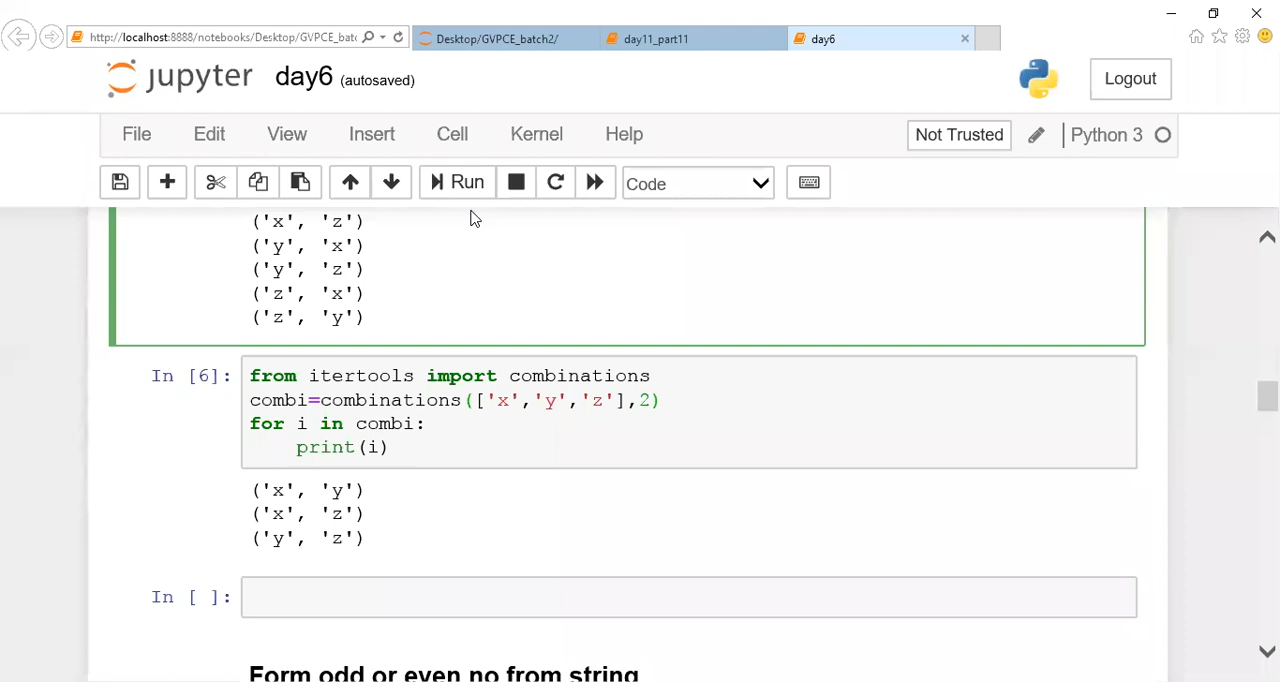 http://localhost:8888/notebooks/Desktop/GVPCE_batc
Desktop/GVPCE_batch2/
day11_part11
day6
jupyter day6 (autosaved)
Logout
File Edit View Insert Cell Kernel Help
Not Trusted
Python 3
Run
Code
('x', 'z')
('y', 'x')
('y', 'z')
('z', 'x')
('z', 'y')
In [6]:
from itertools import combinations
combi=combinations(['x','y','z'],2)
for i in combi:
    print(i)
('x', 'y')
('x', 'z')
('y', 'z')
In [ ]:
Form odd or even no from string